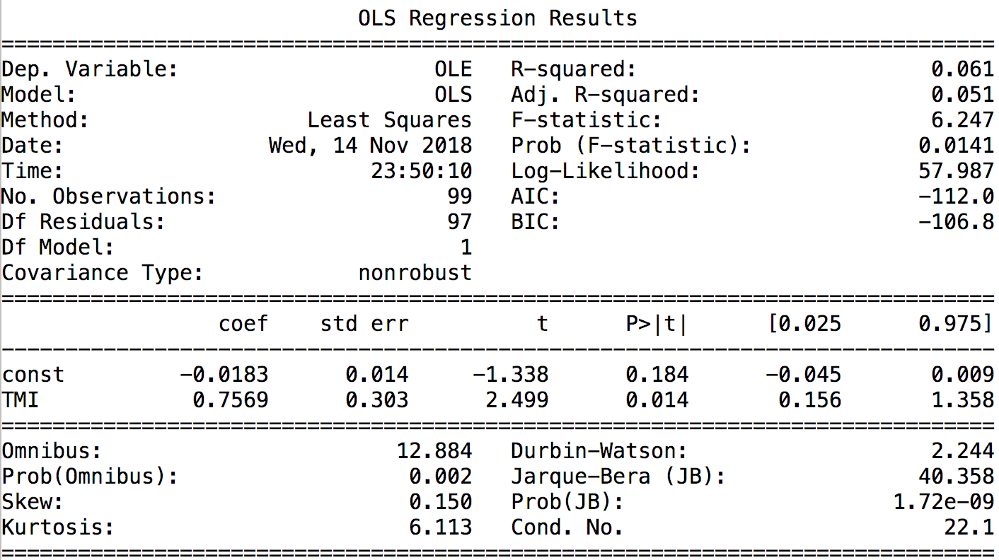 OLS Regression Results
==============================================================================
Dep. Variable:                    OLE   R-squared:                       0.061
Model:                            OLS   Adj. R-squared:                  0.051
Method:                 Least Squares   F-statistic:                     6.247
Date:                Wed, 14 Nov 2018   Prob (F-statistic):             0.0141
Time:                        23:50:10   Log-Likelihood:                 57.987
No. Observations:                  99   AIC:                            -112.0
Df Residuals:                      97   BIC:                            -106.8
Df Model:                           1
Covariance Type:            nonrobust
==============================================================================
                 coef    std err          t      P>|t|      [0.025      0.975]
------------------------------------------------------------------------------
const         -0.0183      0.014     -1.338      0.184      -0.045       0.009
TMI            0.7569      0.303      2.499      0.014       0.156       1.358
==============================================================================
Omnibus:                       12.884   Durbin-Watson:                   2.244
Prob(Omnibus):                  0.002   Jarque-Bera (JB):               40.358
Skew:                           0.150   Prob(JB):                     1.72e-09
Kurtosis:                       6.113   Cond. No.                         22.1
==============================================================================